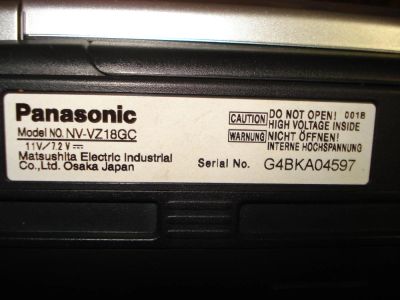 Panasonic
Model NO. NV-VZ18GC
11V/7.2V
Matsushita Electric Industrial
Co.,Ltd. Osaka Japan
CAUTION DO NOT OPEN! 001B
HIGH VOLTAGE INSIDE
WARNUNG NICHT ÖFFNEN!
INTERNE HOCHSPANNUNG
Serial No. G4BKA04597